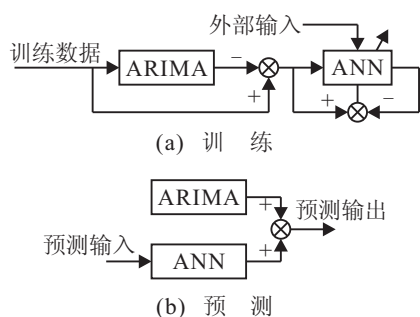 外部输入
训练数据
ARIMA
−
+
ANN
+
−
(a) 训 练
ARIMA
+
预测输出
预测输入
ANN
+
(b) 预 测